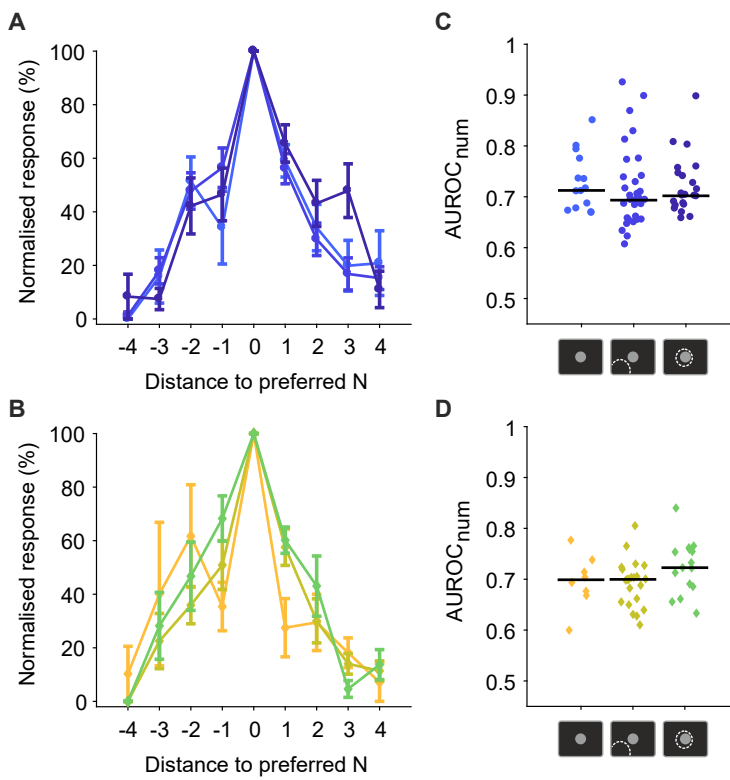 A
Normalised response (%)
100
80
60
40
20
0
-4 -3 -2 -1 0 1 2 3 4
Distance to preferred N
C
AUROCnum
1
0.9
0.8
0.7
0.6
0.5
B
Normalised response (%)
100
80
60
40
20
0
-4 -3 -2 -1 0 1 2 3 4
Distance to preferred N
D
AUROCnum
1
0.9
0.8
0.7
0.6
0.5